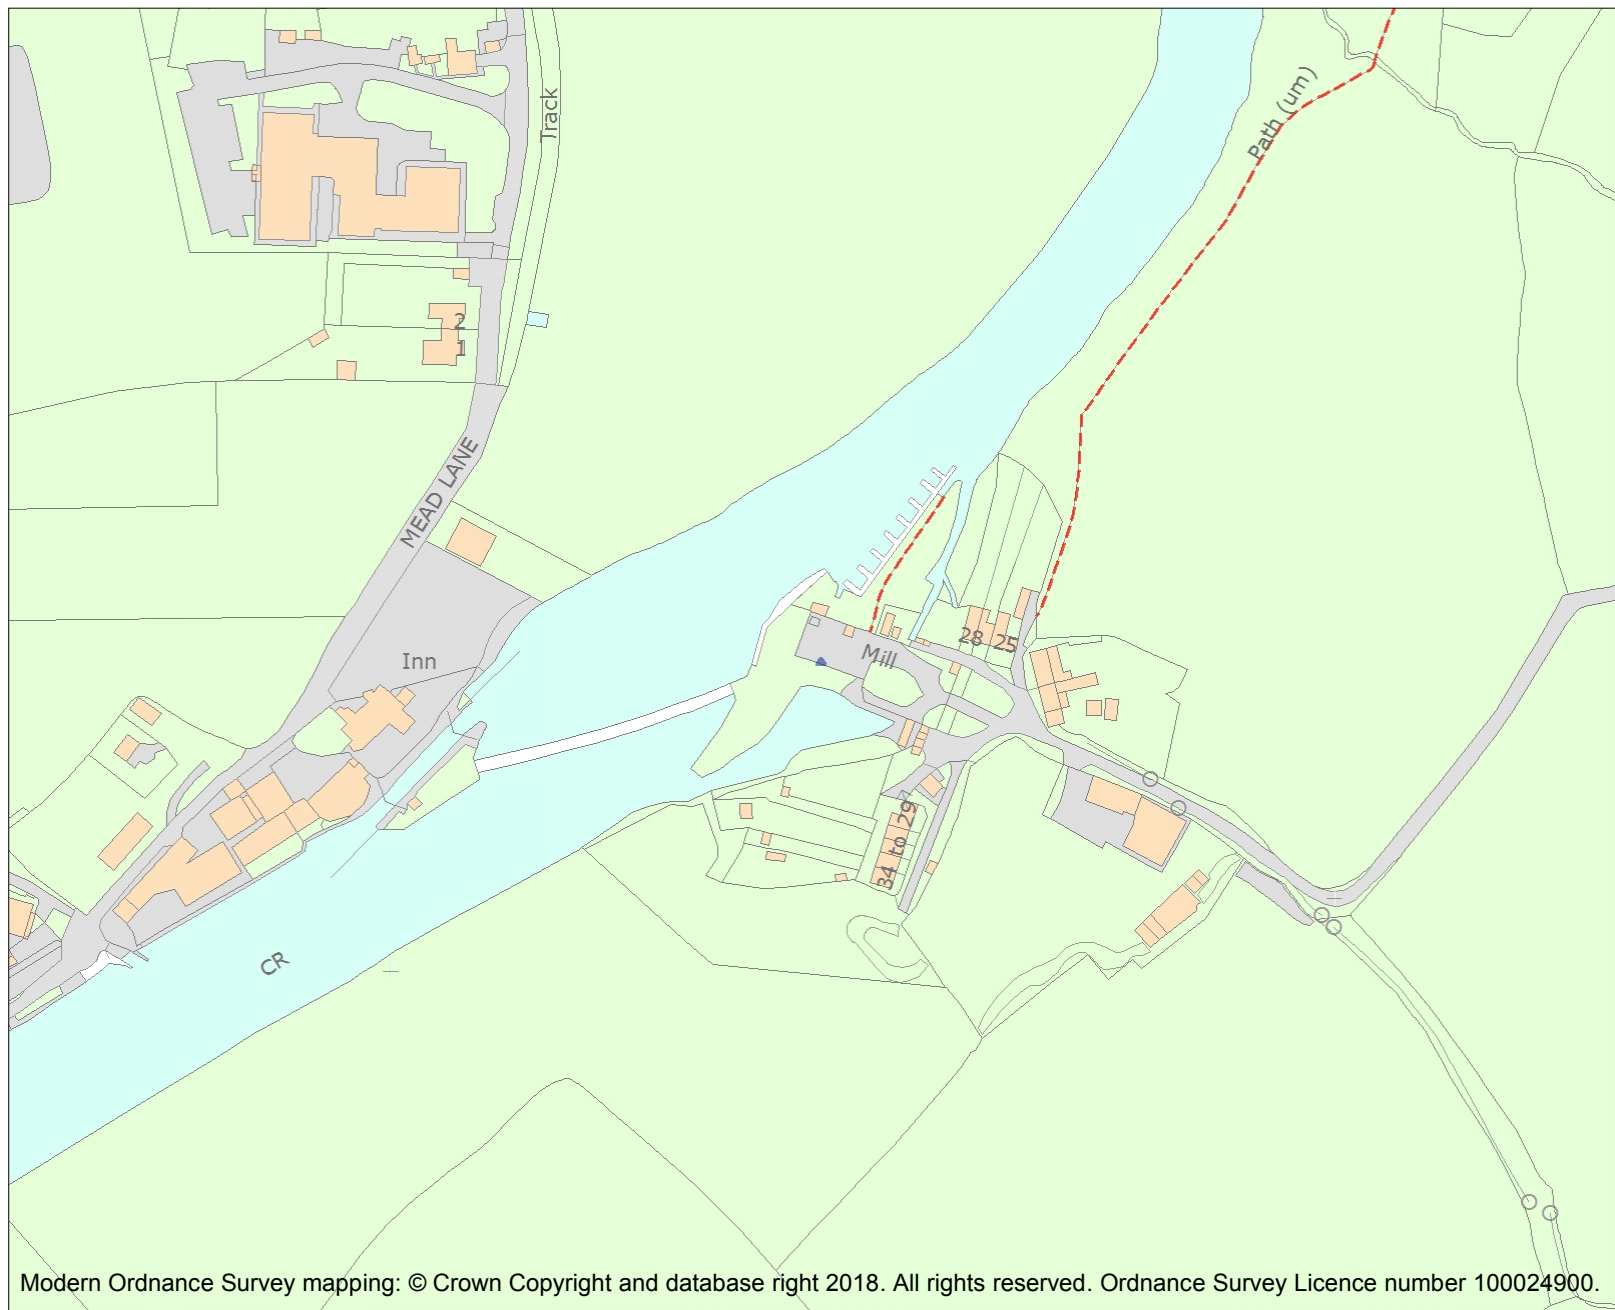 Track
Path (um)
2
1
MEAD LANE
Inn
Mill
28 25
34 to 29
CR
Modern Ordnance Survey mapping: © Crown Copyright and database right 2018. All rights reserved. Ordnance Survey Licence number 100024900.